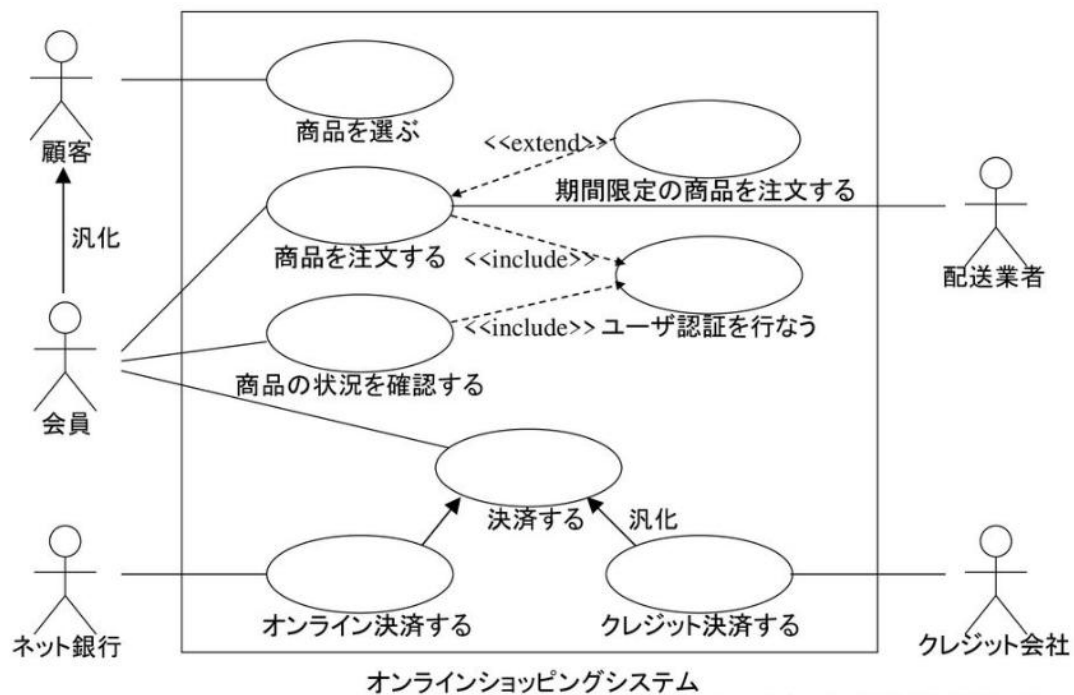 商品を選ぶ
顧客
<<extend>>
期間限定の商品を注文する
汎化
商品を注文する
<<include>>
配送業者
<<include>>
ユーザ認証を行なう
商品の状況を確認する
会員
決済する
汎化
オンライン決済する
クレジット決済する
ネット銀行
クレジット会社
オンラインショッピングシステム